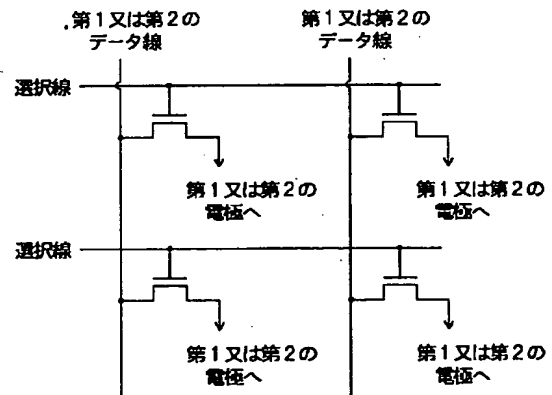 第1又は第2の
データ線
第1又は第2の
データ線
選択線
第1又は第2の
電極へ
第1又は第2の
電極へ
選択線
第1又は第2の
電極へ
第1又は第2の
電極へ